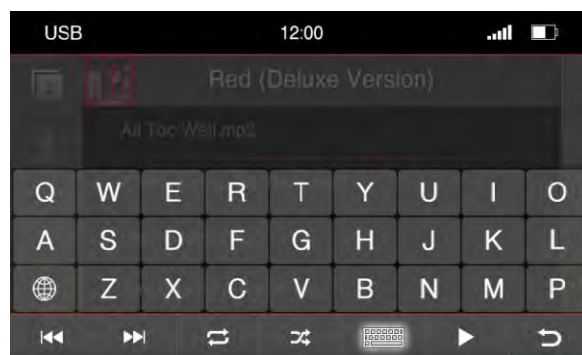 USB 12:00
Red (Deluxe Version)
All Too Well.mp3
Q W E R T Y U I O
A S D F G H J K L
Z X C V B N M P